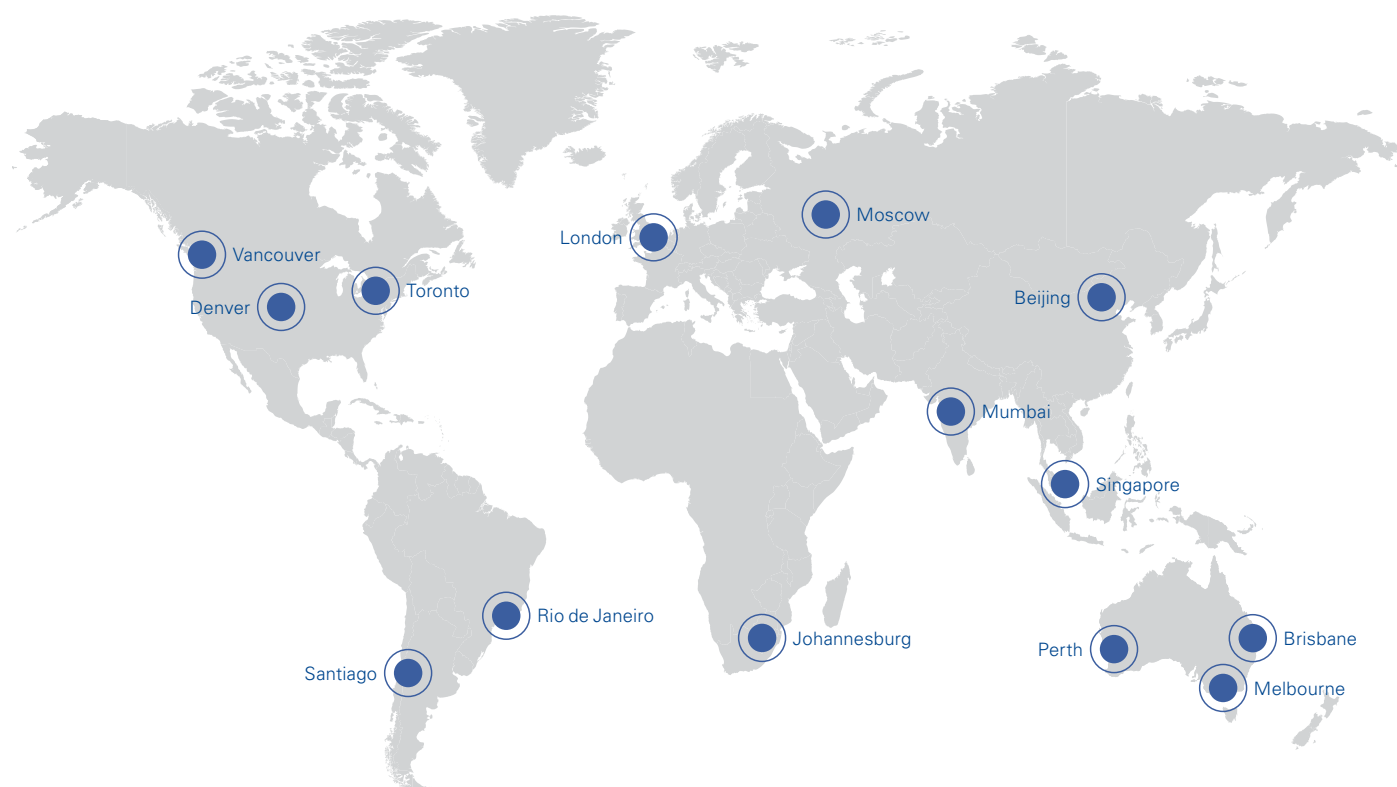 Moscow
London
Vancouver
Toronto
Beijing
Denver
Mumbai
Singapore
Rio de Janeiro
Johannesburg
Brisbane
Perth
Santiago
Melbourne